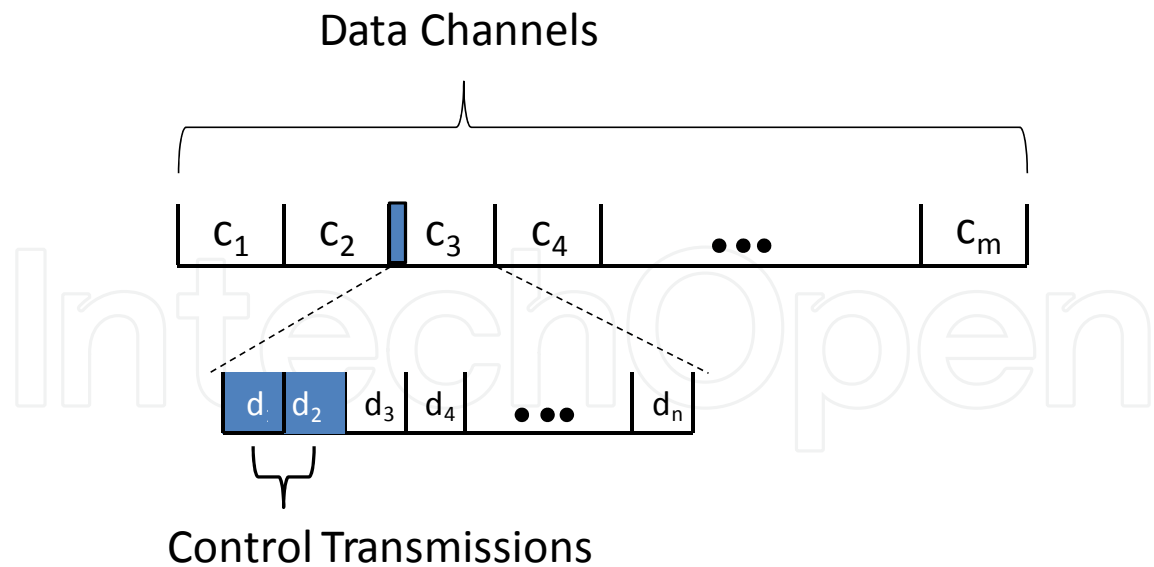 Data Channels
c₁ c₂ c₃ c₄ ●●● cₘ
IntechOpen
d d₂ d₃ d₄ ●●● dₙ
Control Transmissions